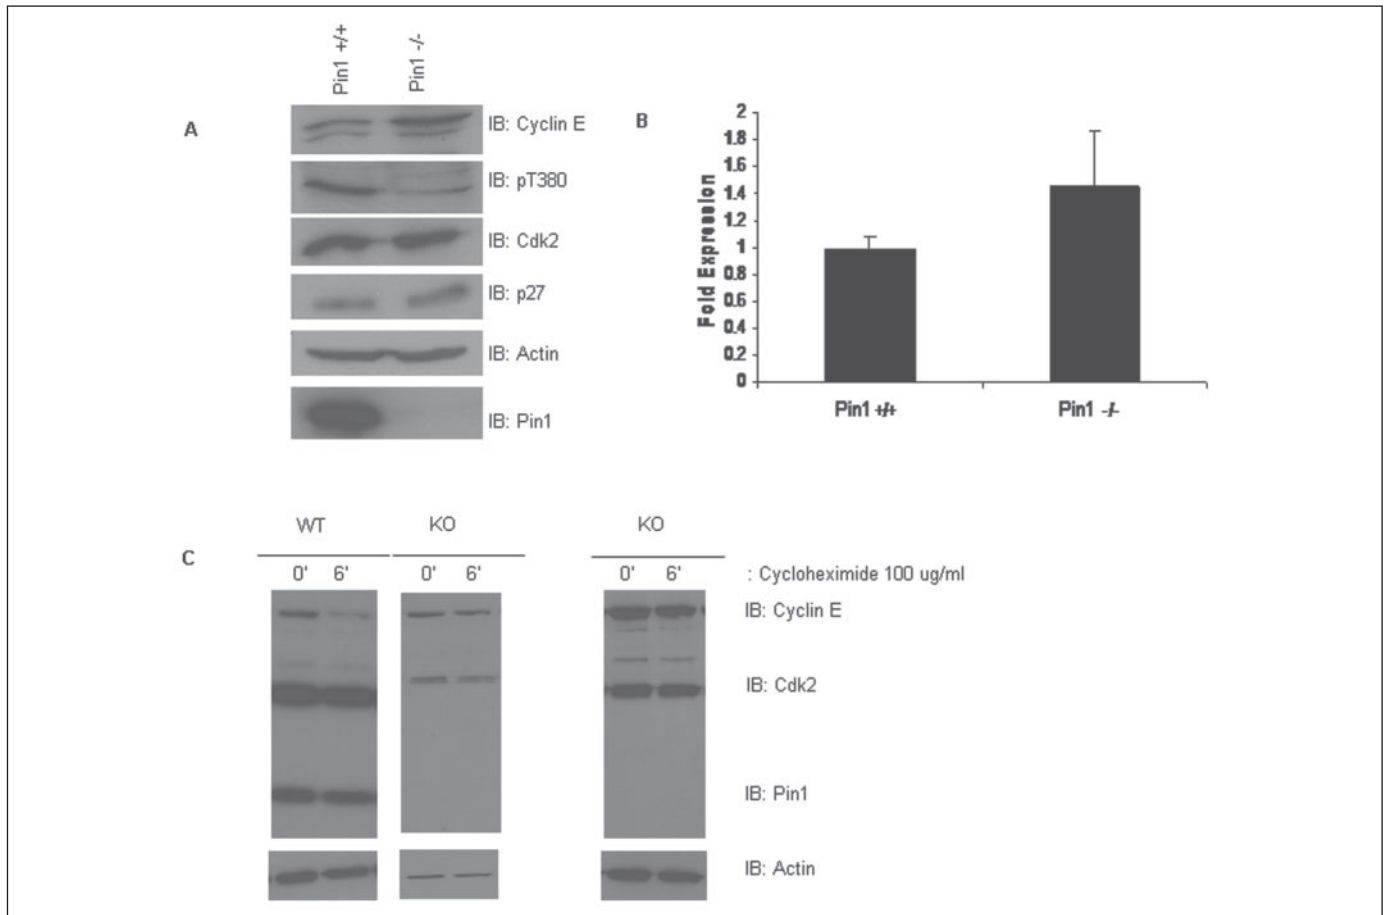 Pin1 +/+
Pin1 -/-
A
IB: Cyclin E
IB: pT380
IB: Cdk2
IB: p27
IB: Actin
IB: Pin1
B
Fold Expression
2
1.8
1.6
1.4
1.2
1
0.8
0.6
0.4
0.2
0
Pin1 +/+
Pin1 -/-
C
WT
KO
KO
0' 6'
0' 6'
0' 6'
: Cycloheximide 100 ug/ml
IB: Cyclin E
IB: Cdk2
IB: Pin1
IB: Actin